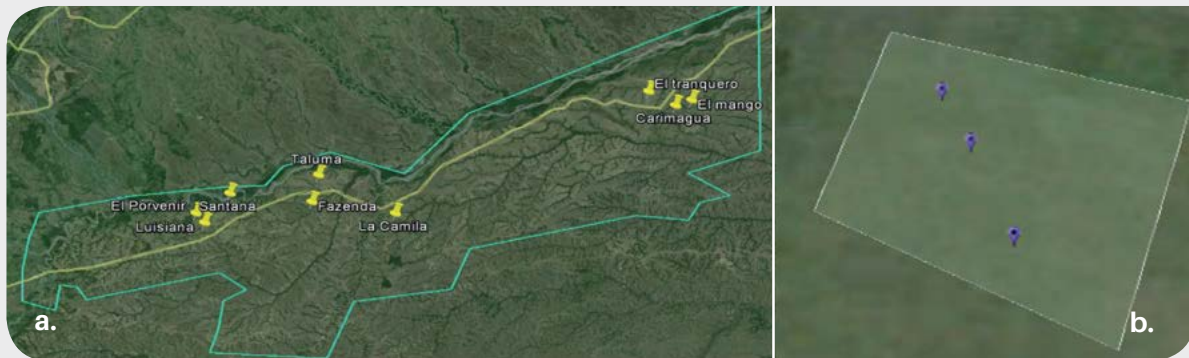 El tranquero
El mango
Carimagua
Taluma
El Porvenir
Santana
Fazenda
Luisiana
La Camila
a.
b.